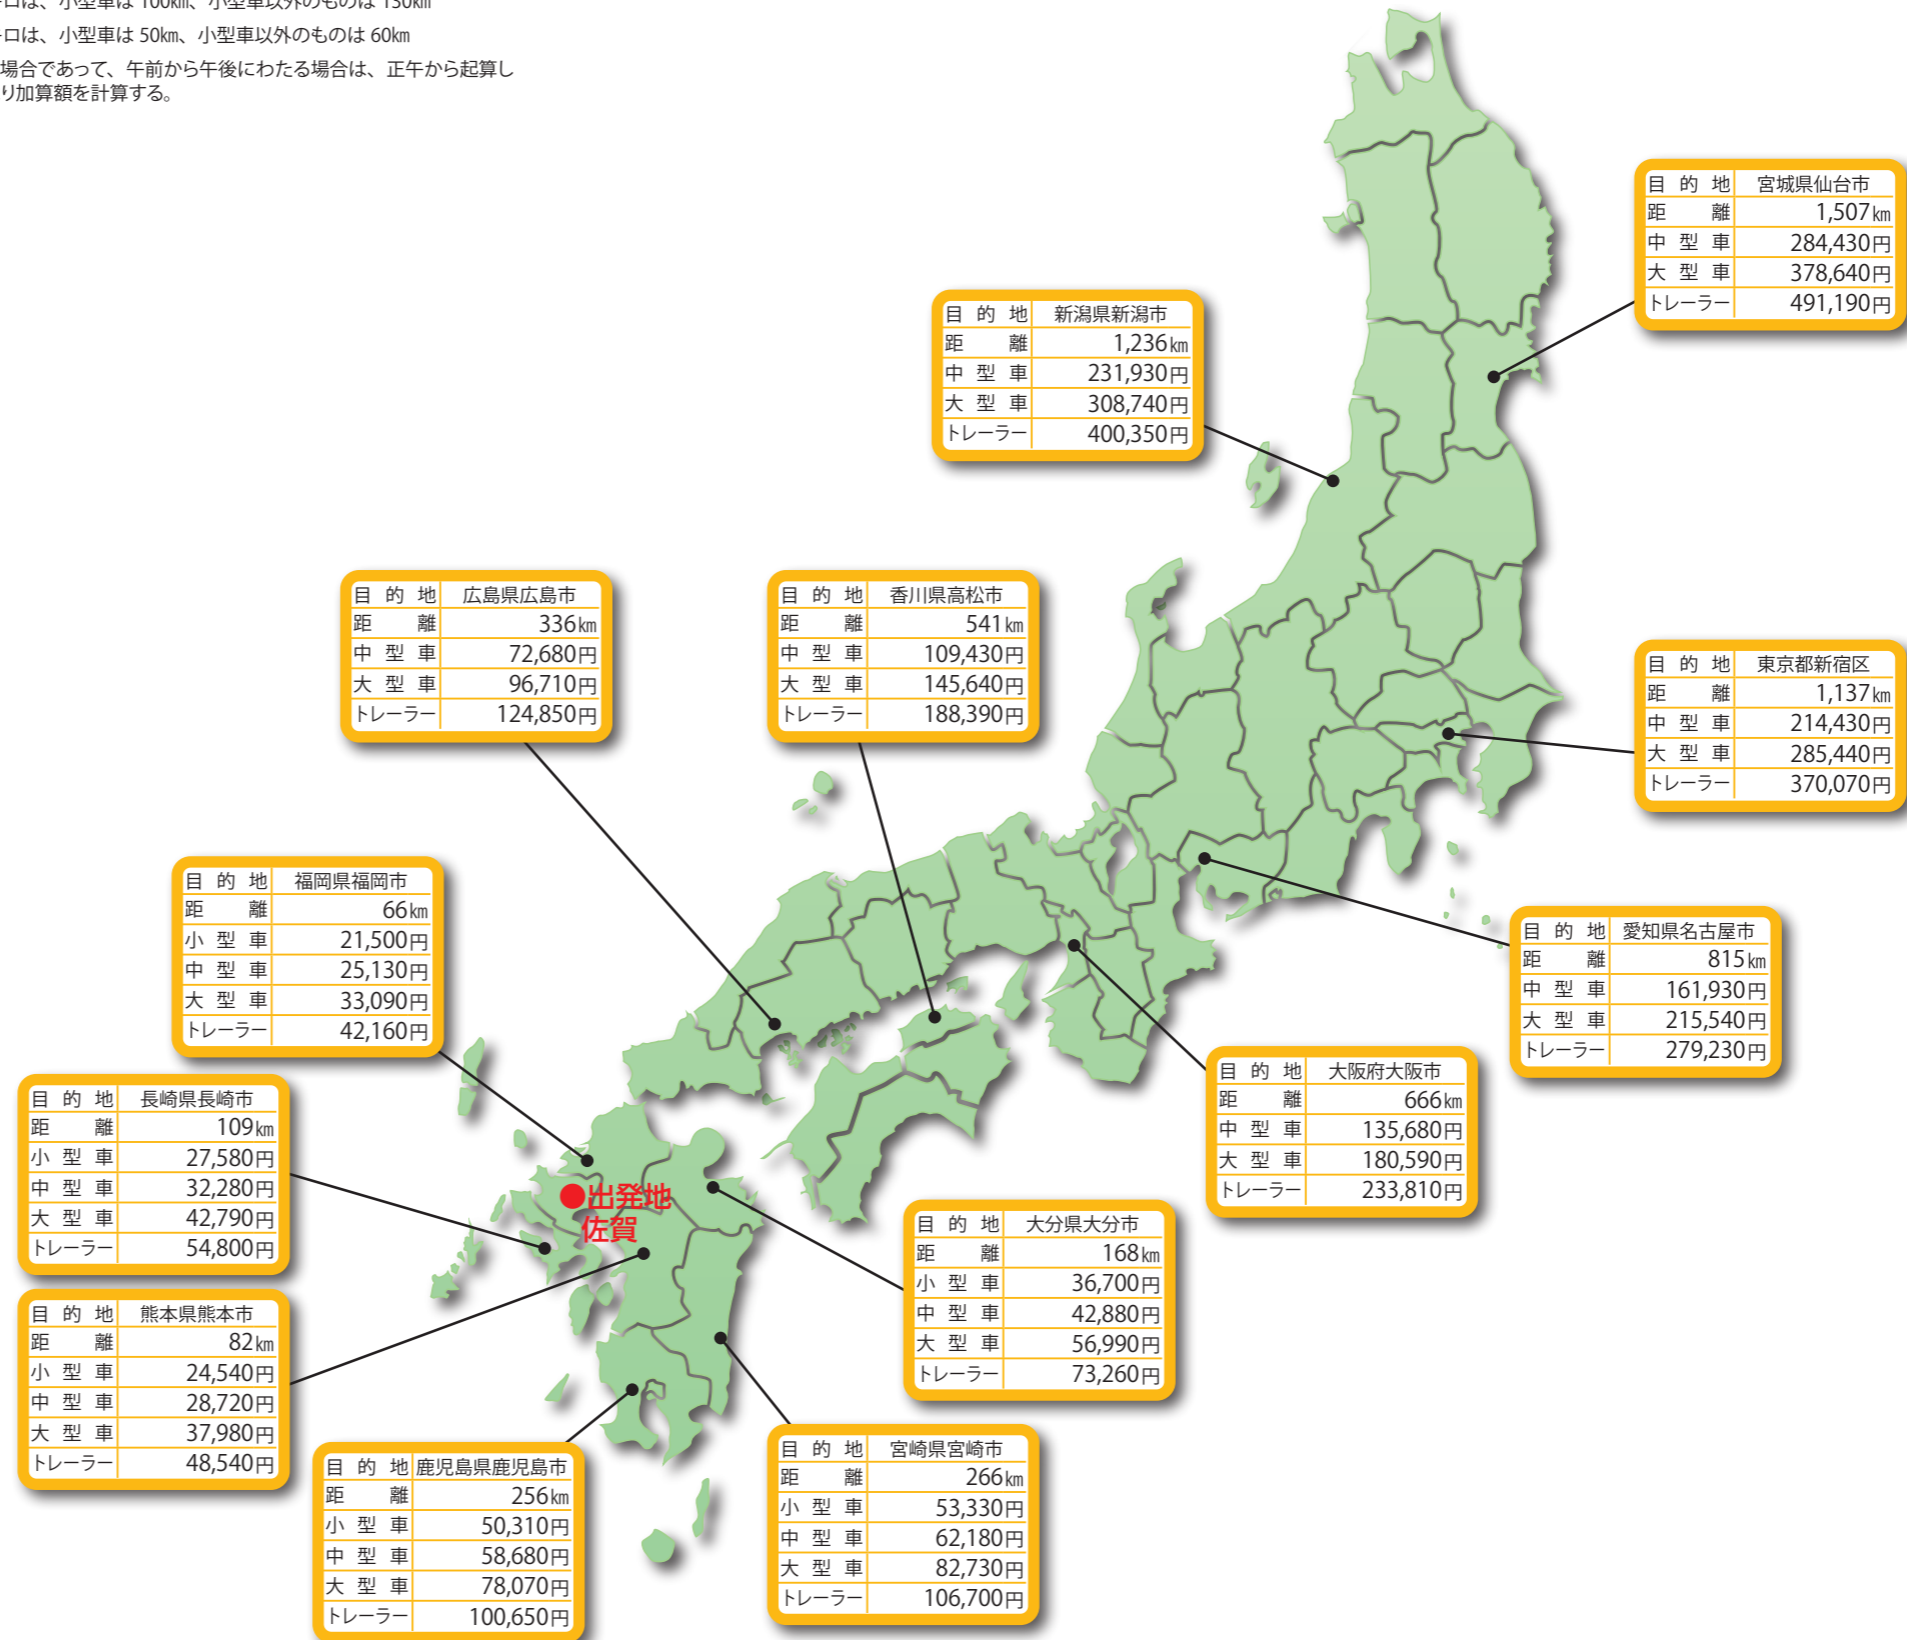 ロは、小型車は 100㎞、小型車以外のものは 130㎞
ロは、小型車は 50㎞、小型車以外のものは 60㎞
場合であって、午前から午後にわたる場合は、正午から起算し
り加算額を計算する。
目的地 宮城県仙台市
距離 1,507㎞
中型車 284,430円
大型車 378,640円
トレーラー 491,190円
目的地 新潟県新潟市
距離 1,236㎞
中型車 231,930円
大型車 308,740円
トレーラー 400,350円
目的地 広島県広島市
距離 336㎞
中型車 72,680円
大型車 96,710円
トレーラー 124,850円
目的地 香川県高松市
距離 541㎞
中型車 109,430円
大型車 145,640円
トレーラー 188,390円
目的地 東京都新宿区
距離 1,137㎞
中型車 214,430円
大型車 285,440円
トレーラー 370,070円
目的地 福岡県福岡市
距離 66㎞
小型車 21,500円
中型車 25,130円
大型車 33,090円
トレーラー 42,160円
目的地 愛知県名古屋市
距離 815㎞
中型車 161,930円
大型車 215,540円
トレーラー 279,230円
目的地 大阪府大阪市
距離 666㎞
中型車 135,680円
大型車 180,590円
トレーラー 233,810円
目的地 長崎県長崎市
距離 109㎞
小型車 27,580円
中型車 32,280円
大型車 42,790円
トレーラー 54,800円
出発地
佐賀
目的地 大分県大分市
距離 168㎞
小型車 36,700円
中型車 42,880円
大型車 56,990円
トレーラー 73,260円
目的地 熊本県熊本市
距離 82㎞
小型車 24,540円
中型車 28,720円
大型車 37,980円
トレーラー 48,540円
目的地 鹿児島県鹿児島市
距離 256㎞
小型車 50,310円
中型車 58,680円
大型車 78,070円
トレーラー 100,650円
目的地 宮崎県宮崎市
距離 266㎞
小型車 53,330円
中型車 62,180円
大型車 82,730円
トレーラー 106,700円